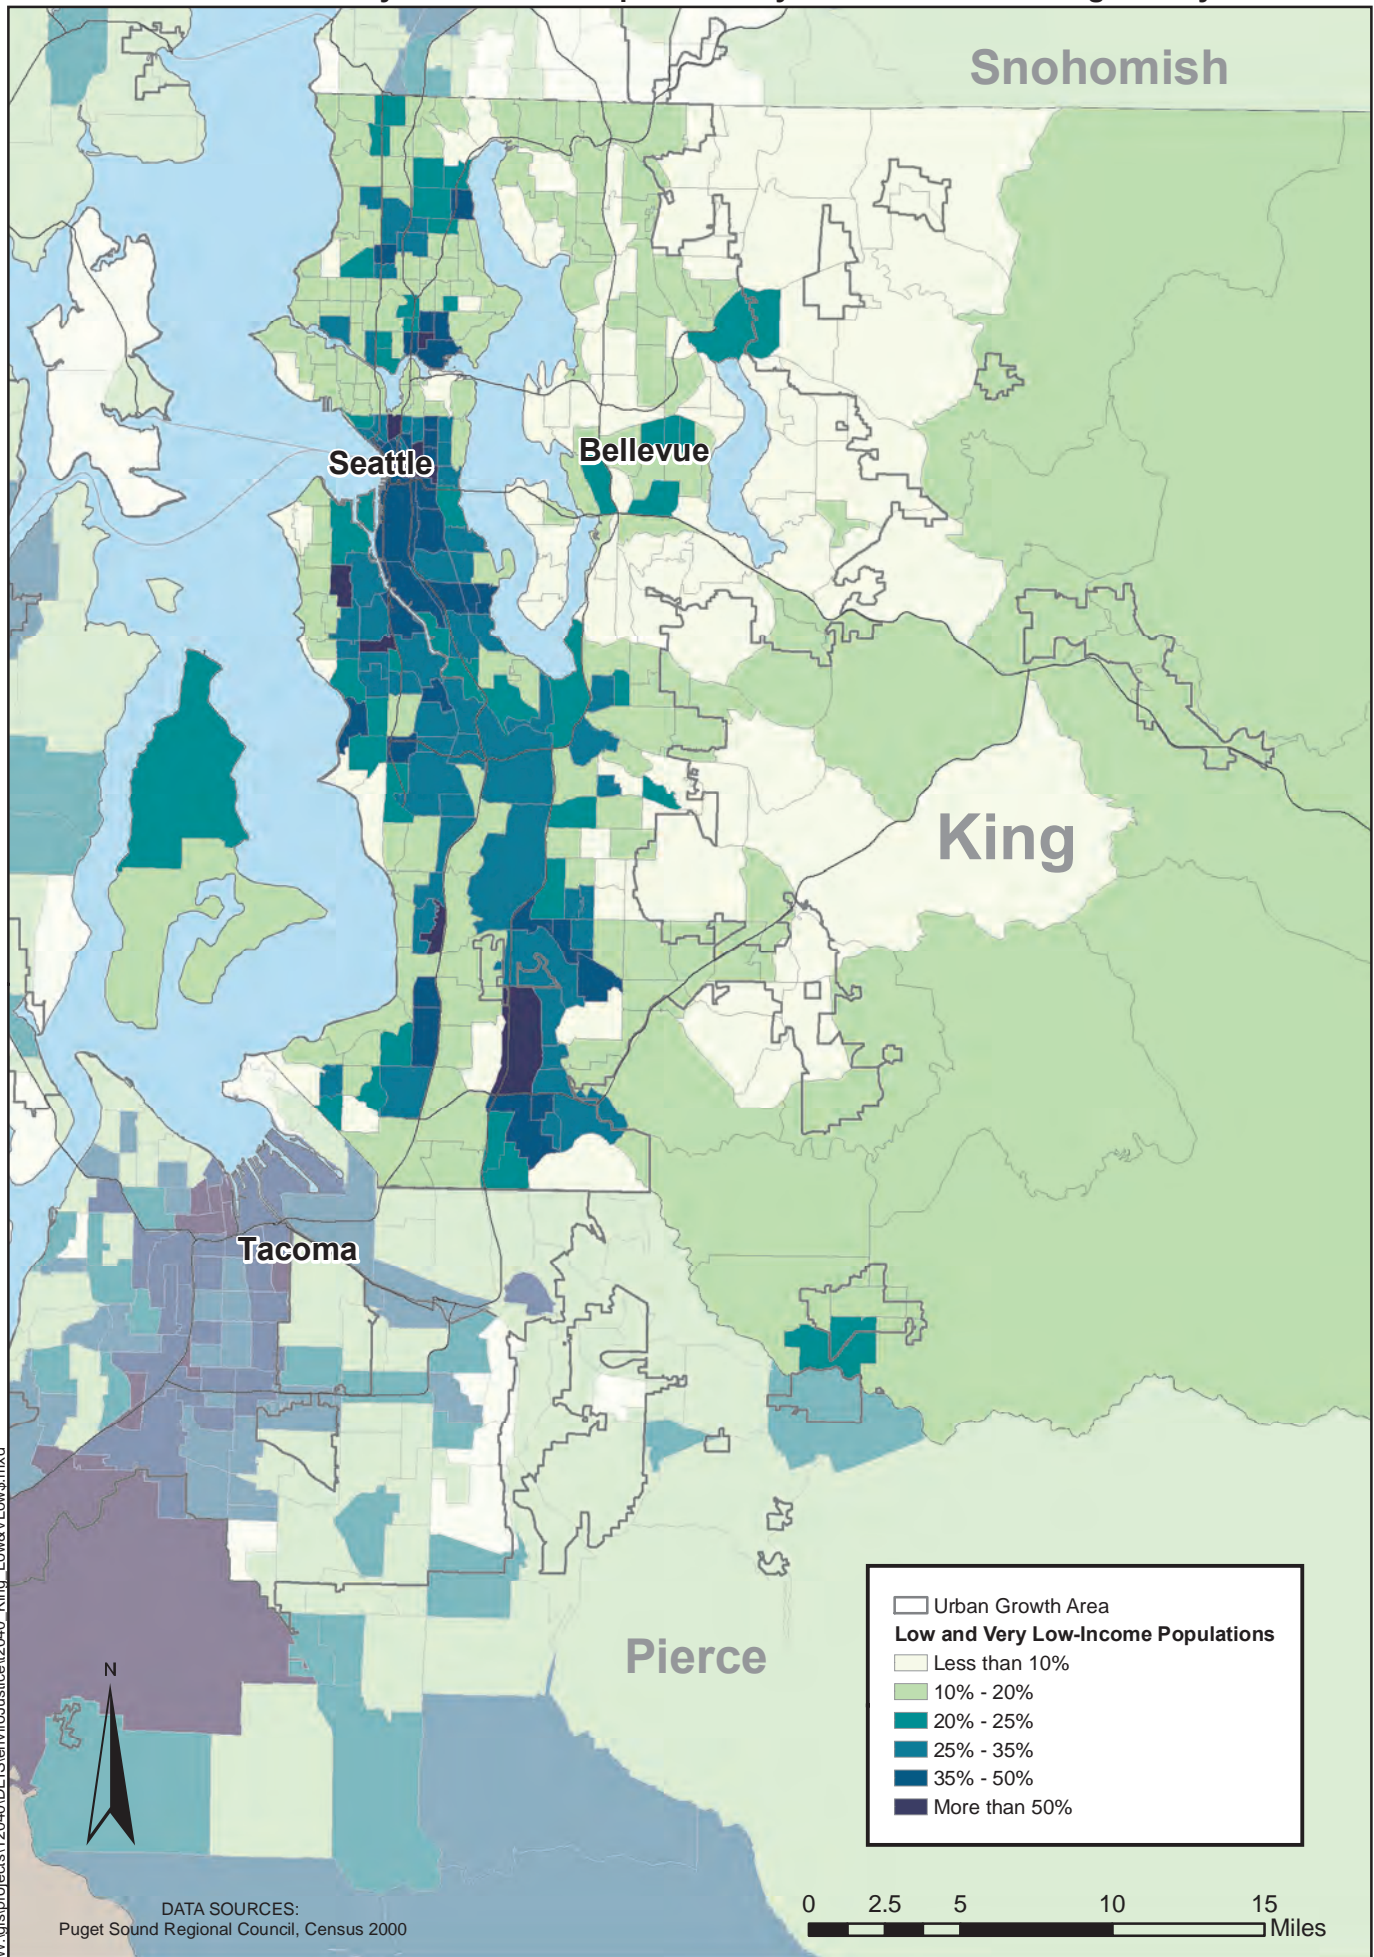 Snohomish
Seattle
Bellevue
King
Tacoma
Pierce
Urban Growth Area
Low and Very Low-Income Populations
Less than 10%
10% - 20%
20% - 25%
25% - 35%
35% - 50%
More than 50%
N
DATA SOURCES:
Puget Sound Regional Council, Census 2000
0 2.5 5 10 15
Miles